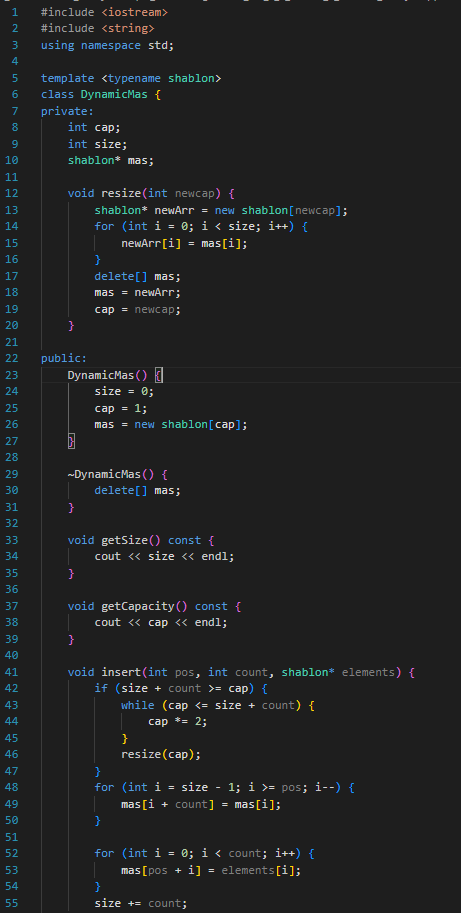 1 #include <iostream>
2 #include <string>
3 using namespace std;
4
5 template <typename shablon>
6 class DynamicMas {
7 private:
8     int cap;
9     int size;
10     shablon* mas;
11
12     void resize(int newcap) {
13         shablon* newArr = new shablon[newcap];
14         for (int i = 0; i < size; i++) {
15             newArr[i] = mas[i];
16         }
17         delete[] mas;
18         mas = newArr;
19         cap = newcap;
20     }
21
22 public:
23     DynamicMas() {
24         size = 0;
25         cap = 1;
26         mas = new shablon[cap];
27     }
28
29     ~DynamicMas() {
30         delete[] mas;
31     }
32
33     void getSize() const {
34         cout << size << endl;
35     }
36
37     void getCapacity() const {
38         cout << cap << endl;
39     }
40
41     void insert(int pos, int count, shablon* elements) {
42         if (size + count >= cap) {
43             while (cap <= size + count) {
44                 cap *= 2;
45             }
46             resize(cap);
47         }
48         for (int i = size - 1; i >= pos; i--) {
49             mas[i + count] = mas[i];
50         }
51
52         for (int i = 0; i < count; i++) {
53             mas[pos + i] = elements[i];
54         }
55         size += count;